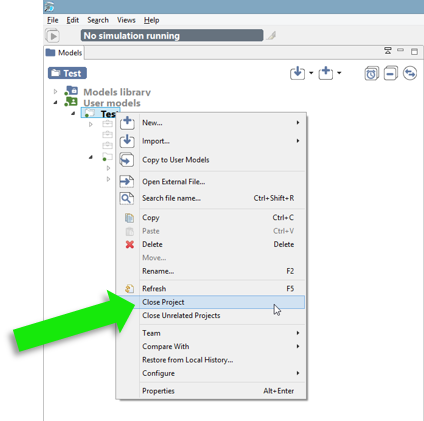 File Edit Search Views Help
No simulation running
Models
Test
Models library
User models
Tes
New...
Import...
Copy to User Models
Open External File...
Search file name... Ctrl+Shift+R
Copy Ctrl+C
Paste Ctrl+V
Delete Delete
Move...
Rename... F2
Refresh F5
Close Project
Close Unrelated Projects
Team
Compare With
Restore from Local History...
Configure
Properties Alt+Enter